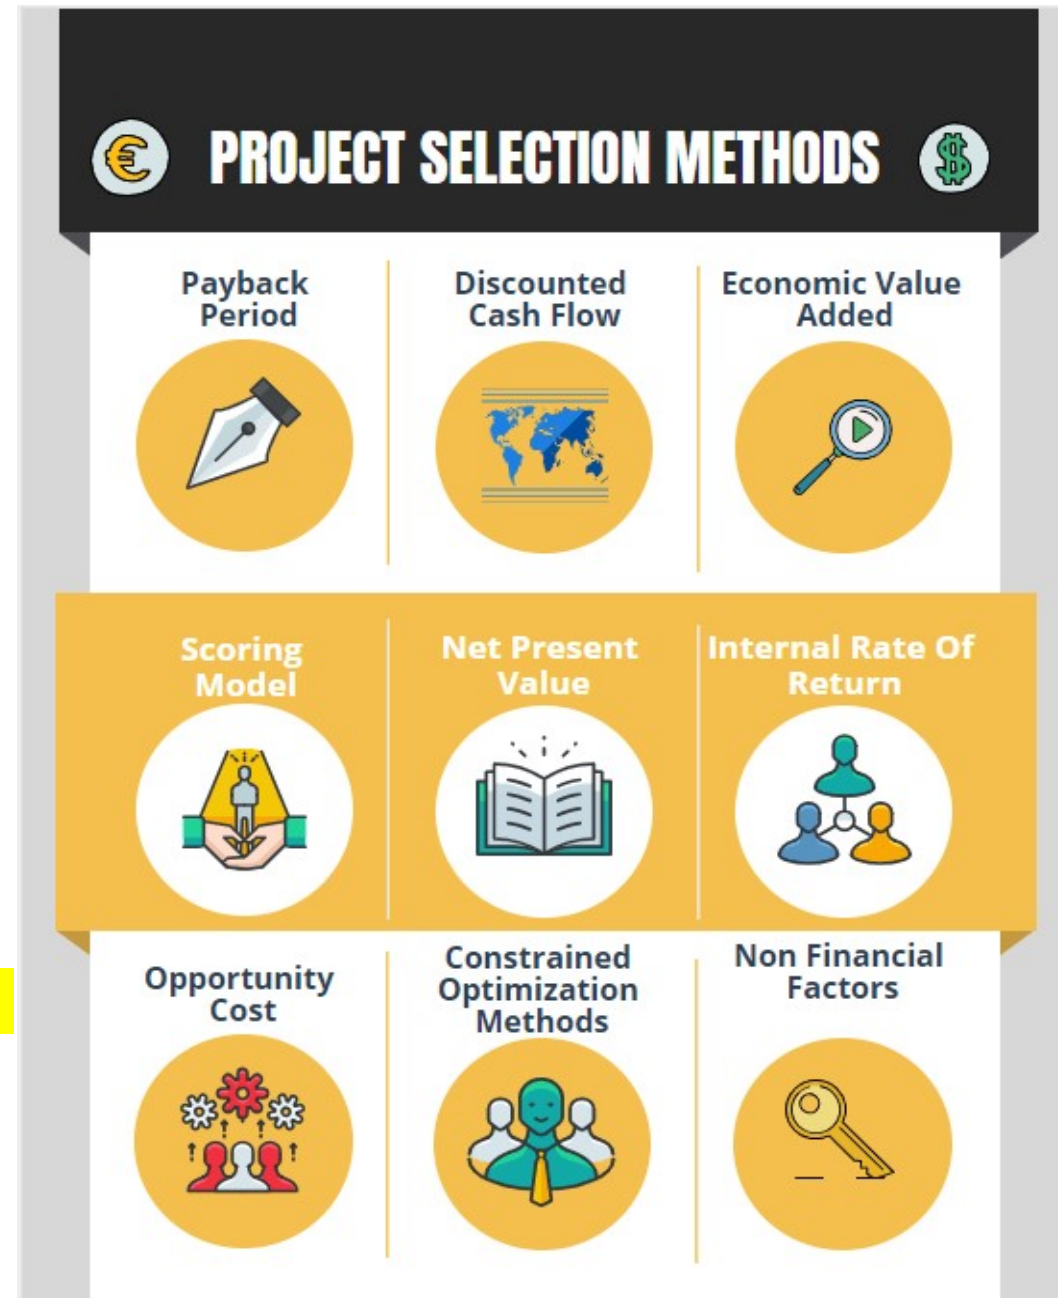 € PROJECT SELECTION METHODS $
Payback
Period
Discounted
Cash Flow
Economic Value
Added
Scoring
Model
Net Present
Value
Internal Rate Of
Return
Opportunity
Cost
Constrained
Optimization
Methods
Non Financial
Factors